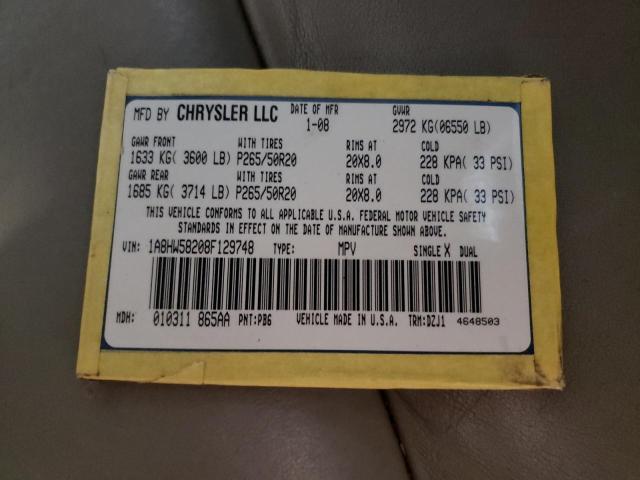 MFD BY CHRYSLER LLC DATE OF MFR GVWR
1-08 2972 KG(06550 LB)
GAWR FRONT WITH TIRES RIMS AT COLD
1633 KG( 3600 LB) P265/50R20 20X8.0 228 KPA( 33 PSI)
GAWR REAR WITH TIRES RIMS AT COLD
1685 KG( 3714 LB) P265/50R20 20X8.0 228 KPA( 33 PSI)
THIS VEHICLE CONFORMS TO ALL APPLICABLE U.S.A. FEDERAL MOTOR VEHICLE SAFETY
STANDARDS IN EFFECT ON THE DATE OF MANUFACTURE SHOWN ABOVE.
VIN: 1A8HW58208F129748 TYPE: MPV SINGLE X DUAL
MDH: 010311 865AA PNT:PB6 VEHICLE MADE IN U.S.A. TRM:DZJ1 4648503